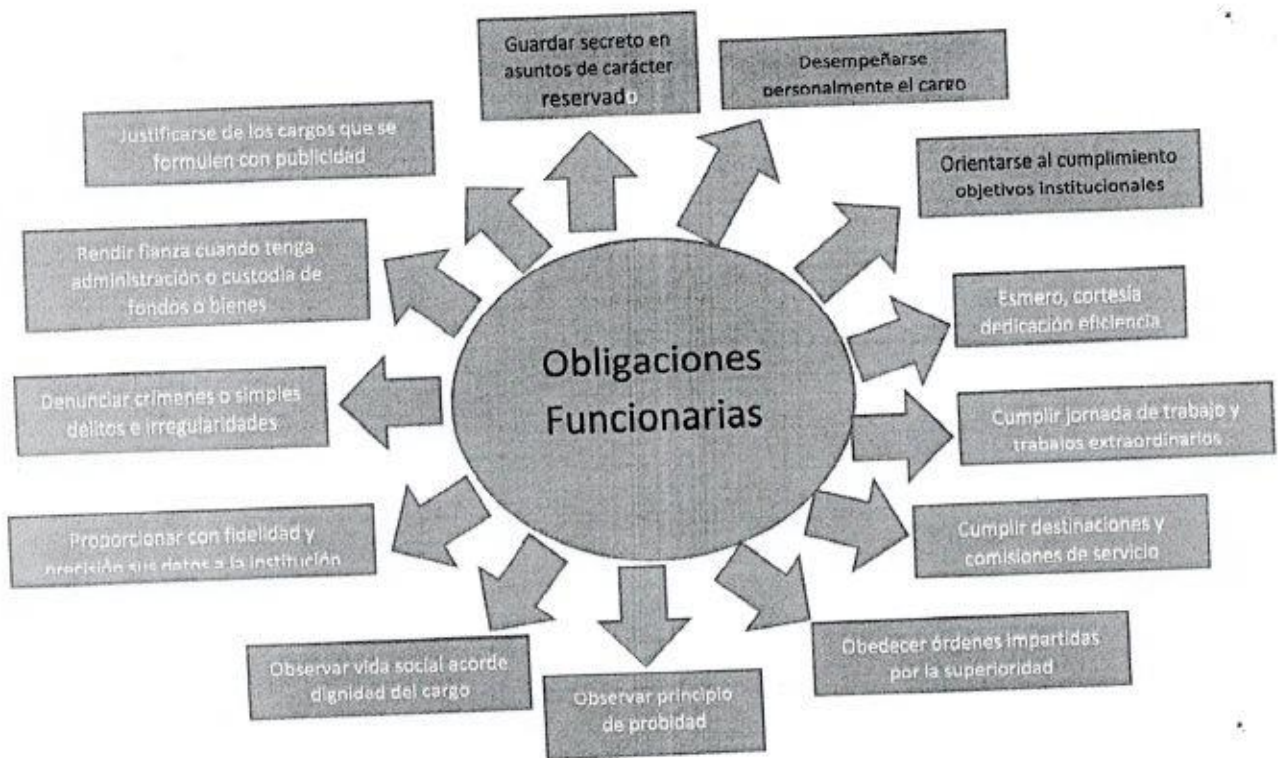 Guardar secreto en
asuntos de carácter
reservado
Desempeñarse
personalmente el cargo
Justificarse de los cargos que se
formulen con publicidad
Orientarse al cumplimiento
objetivos institucionales
Rendir fianza cuando tenga
administración o custodia de
fondos o bienes
Esmero, cortesía
dedicación eficiencia
Obligaciones
Funcionarias
Denunciar crímenes o simples
delitos e irregularidades
Cumplir jornada de trabajo y
trabajos extraordinarios
Proporcionar con fidelidad y
precisión sus datos a la institución
Cumplir destinaciones y
comisiones de servicio
Observar vida social acorde
dignidad del cargo
Observar principio
de probidad
Obedecer órdenes impartidas
por la superioridad